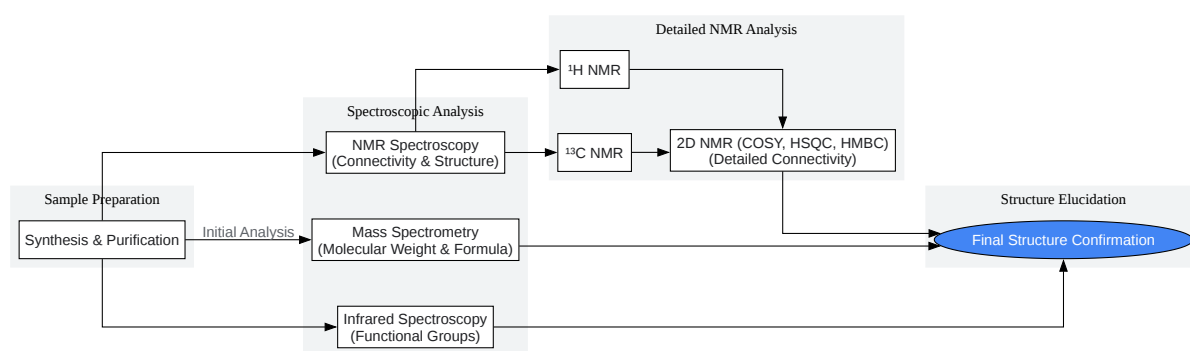 Detailed NMR Analysis
¹H NMR
Spectroscopic Analysis
NMR Spectroscopy
(Connectivity & Structure)
¹³C NMR
2D NMR (COSY, HSQC, HMBC)
(Detailed Connectivity)
Sample Preparation
Synthesis & Purification
Initial Analysis
Mass Spectrometry
(Molecular Weight & Formula)
Structure Elucidation
Final Structure Confirmation
Infrared Spectroscopy
(Functional Groups)